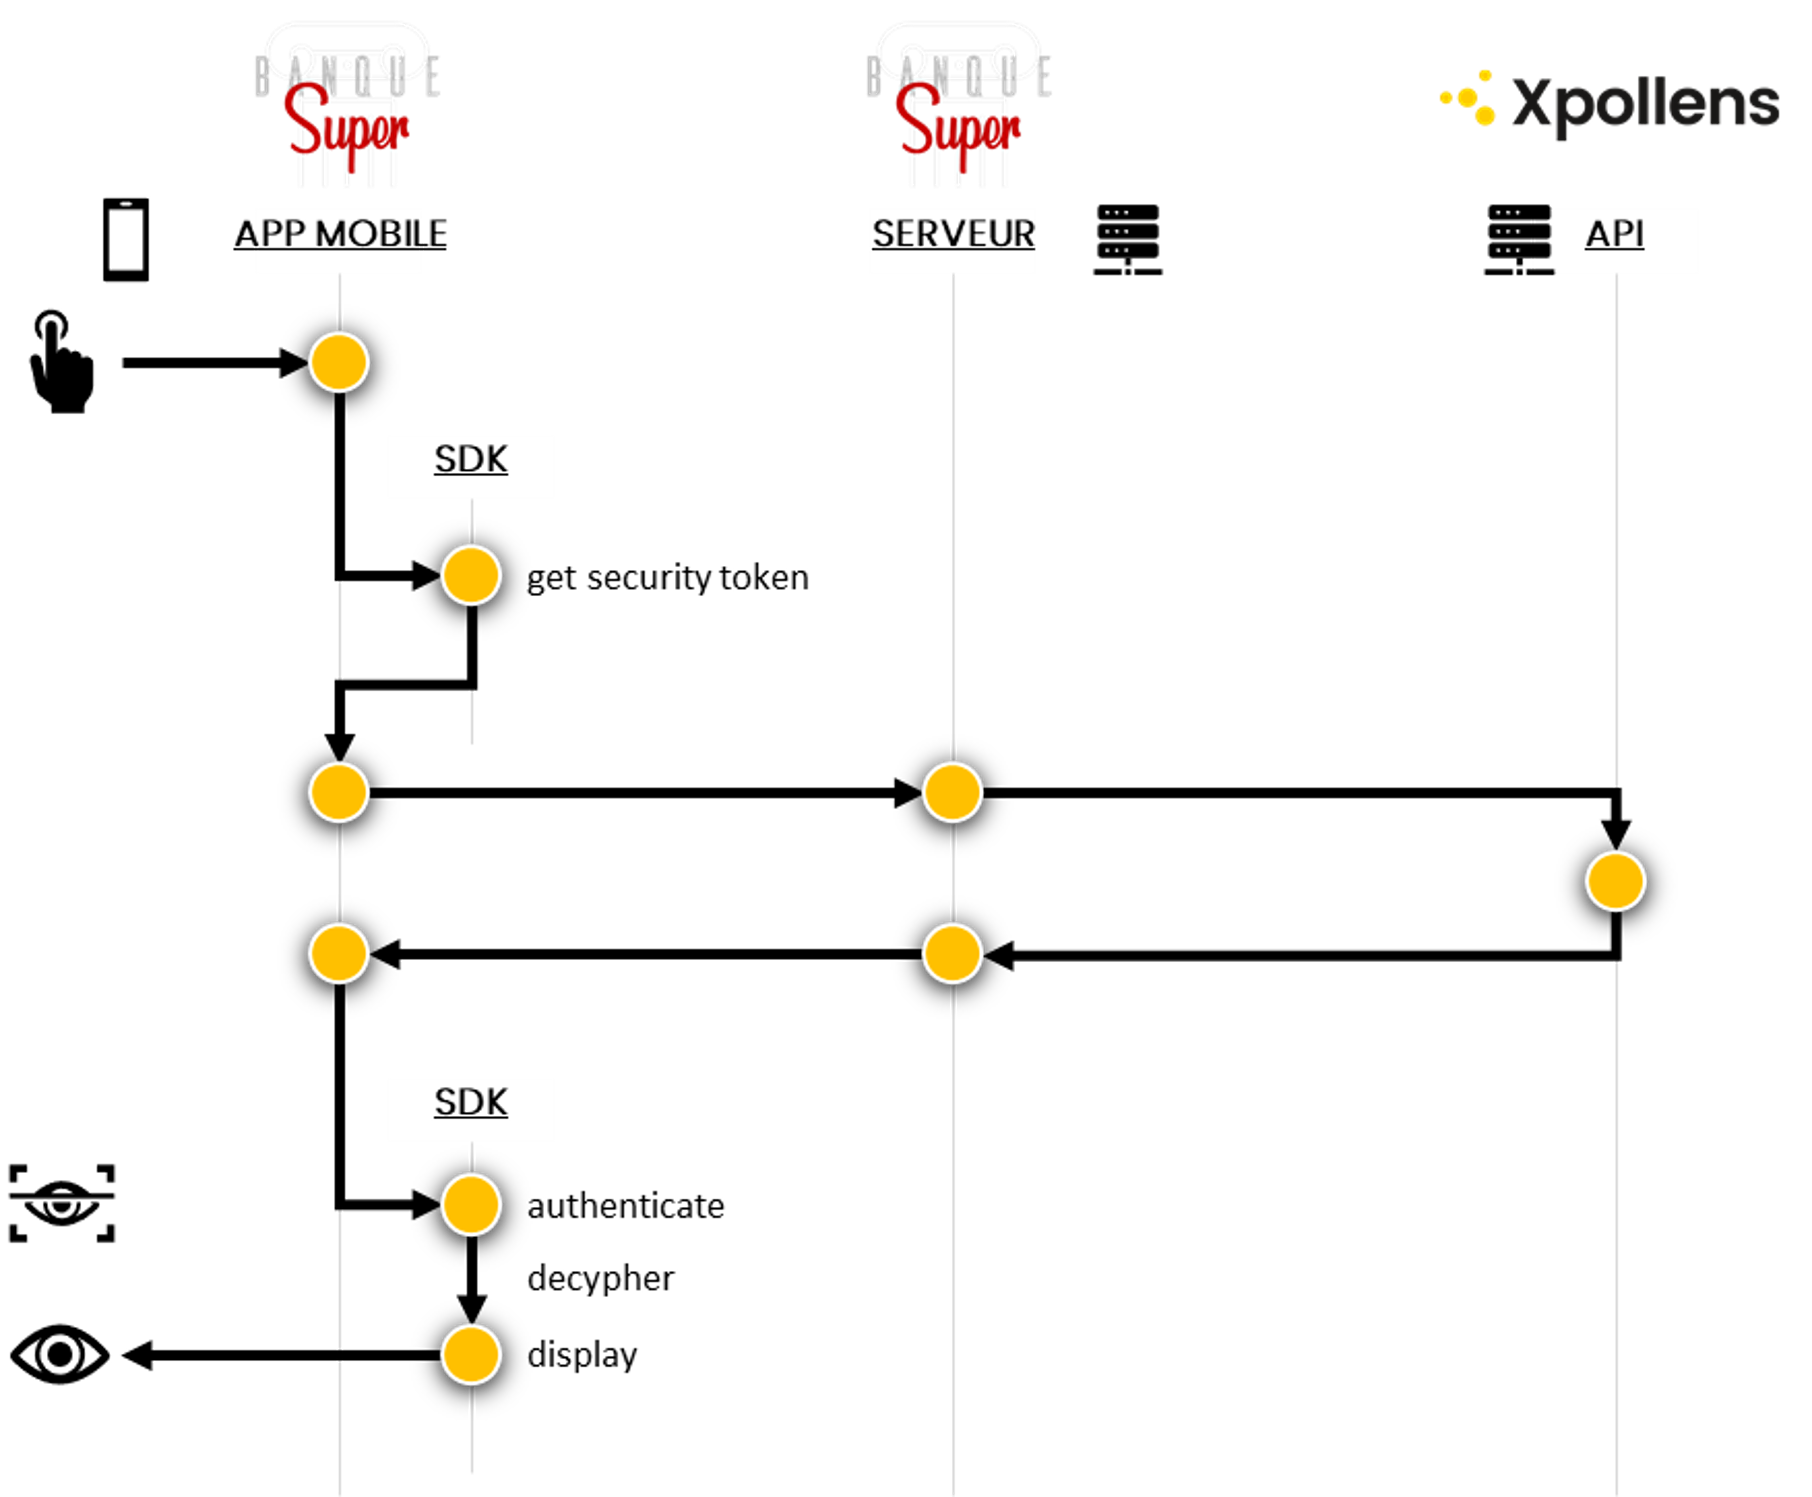 BANQUE
Super
BANQUE
Super
Xpollens
APP MOBILE
SERVEUR
API
SDK
get security token
SDK
authenticate
decypher
display